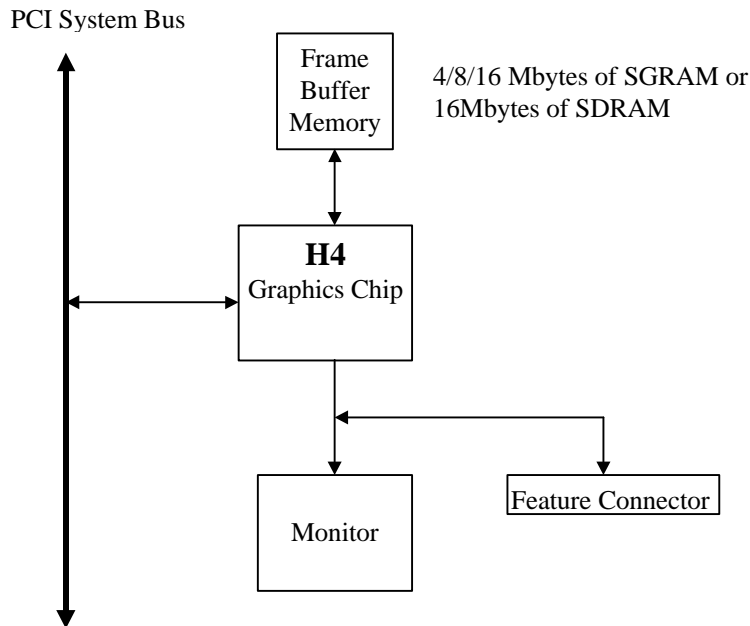 PCI System Bus
Frame
Buffer
Memory
4/8/16 Mbytes of SGRAM or
16Mbytes of SDRAM
H4
Graphics Chip
Monitor
Feature Connector